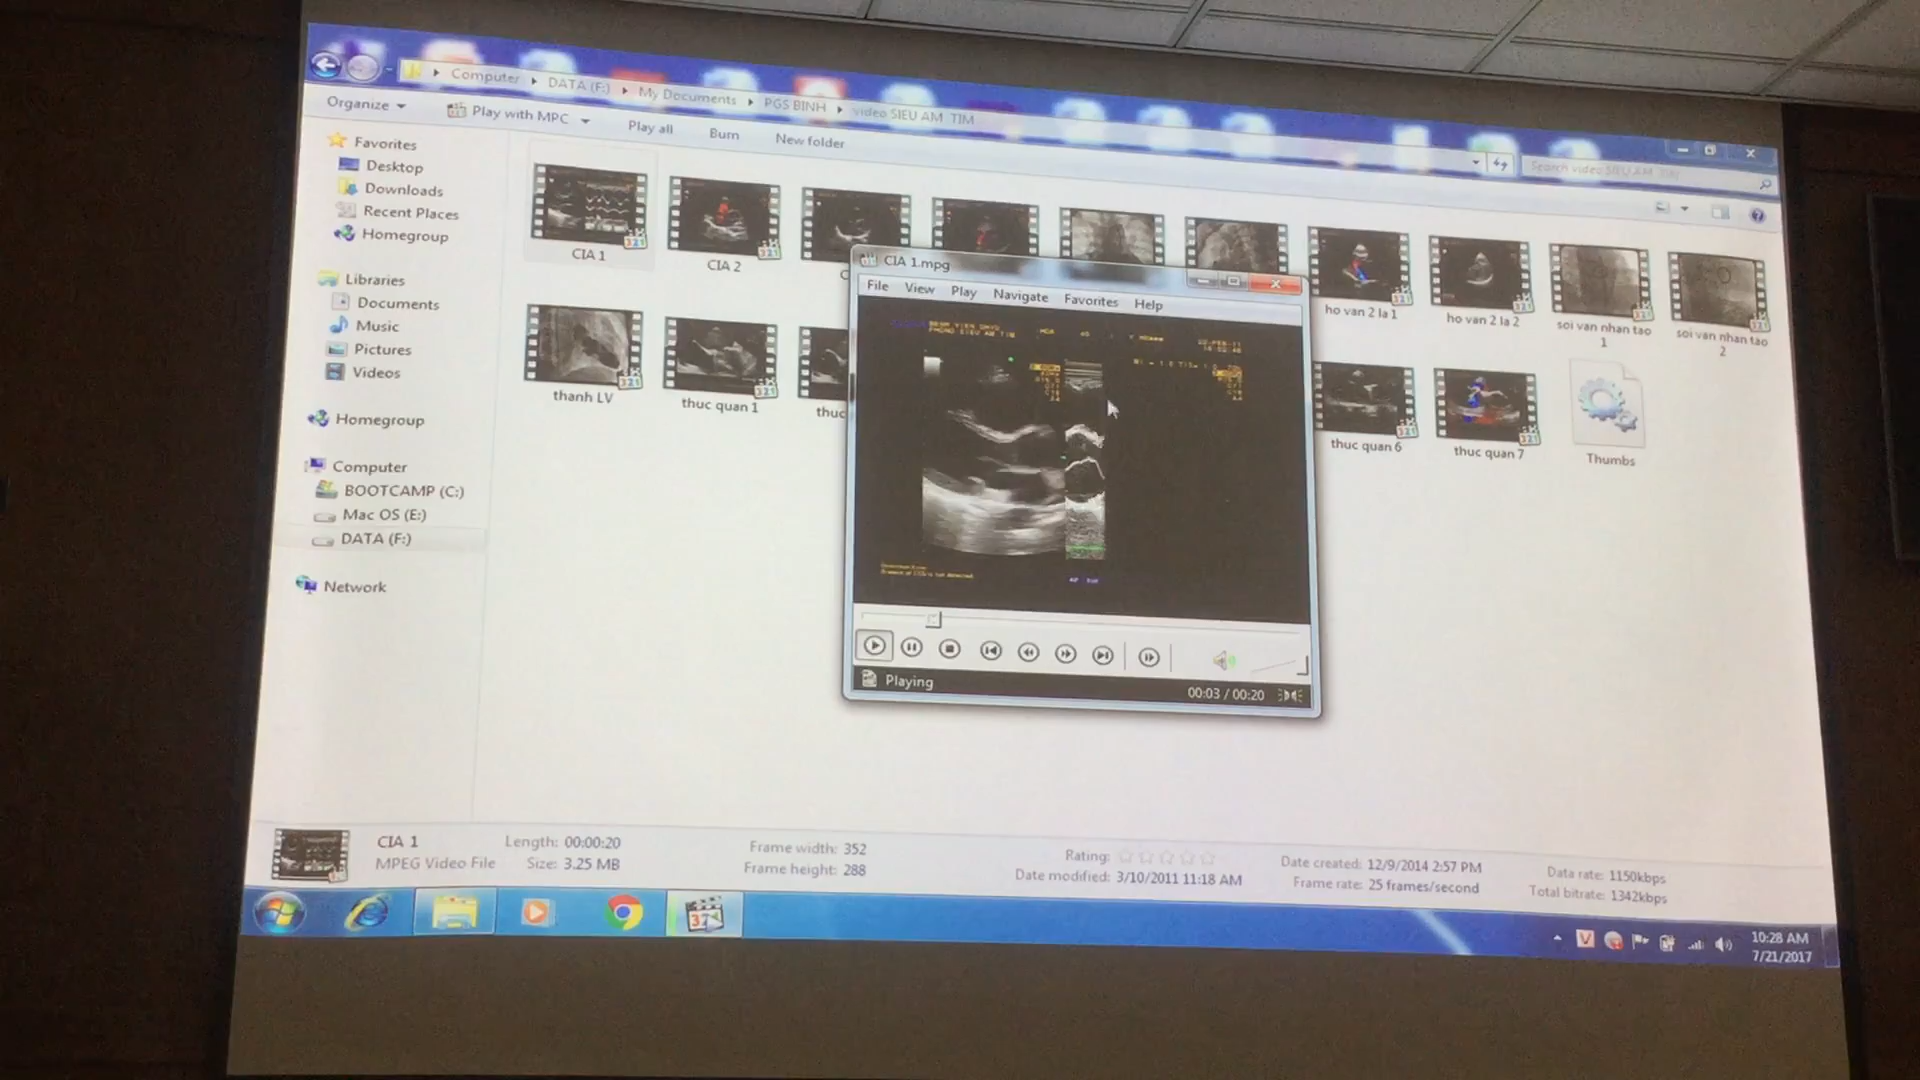 Computer ▸ DATA (F:) ▸ My Documents ▸ PGS BINH ▸ video SIEU AM TIM
Search video SIEU AM TIM
Organize
Play with MPC
Play all
Burn
New folder
Favorites
Desktop
Downloads
Recent Places
Homegroup
Libraries
Documents
Music
Pictures
Videos
Homegroup
Computer
BOOTCAMP (C:)
Mac OS (E:)
DATA (F:)
Network
CIA 1
CIA 2
ho van 2 la 1
ho van 2 la 2
soi van nhan tao 1
soi van nhan tao 2
thanh LV
thuc quan 1
thuc
thuc quan 6
thuc quan 7
Thumbs
CIA 1.mpg
File View Play Navigate Favorites Help
Playing
00:03 / 00:20
CIA 1
MPEG Video File
Length: 00:00:20
Size: 3.25 MB
Frame width: 352
Frame height: 288
Rating:
Date modified: 3/10/2011 11:18 AM
Date created: 12/9/2014 2:57 PM
Frame rate: 25 frames/second
Data rate: 1150kbps
Total bitrate: 1342kbps
10:28 AM
7/21/2017